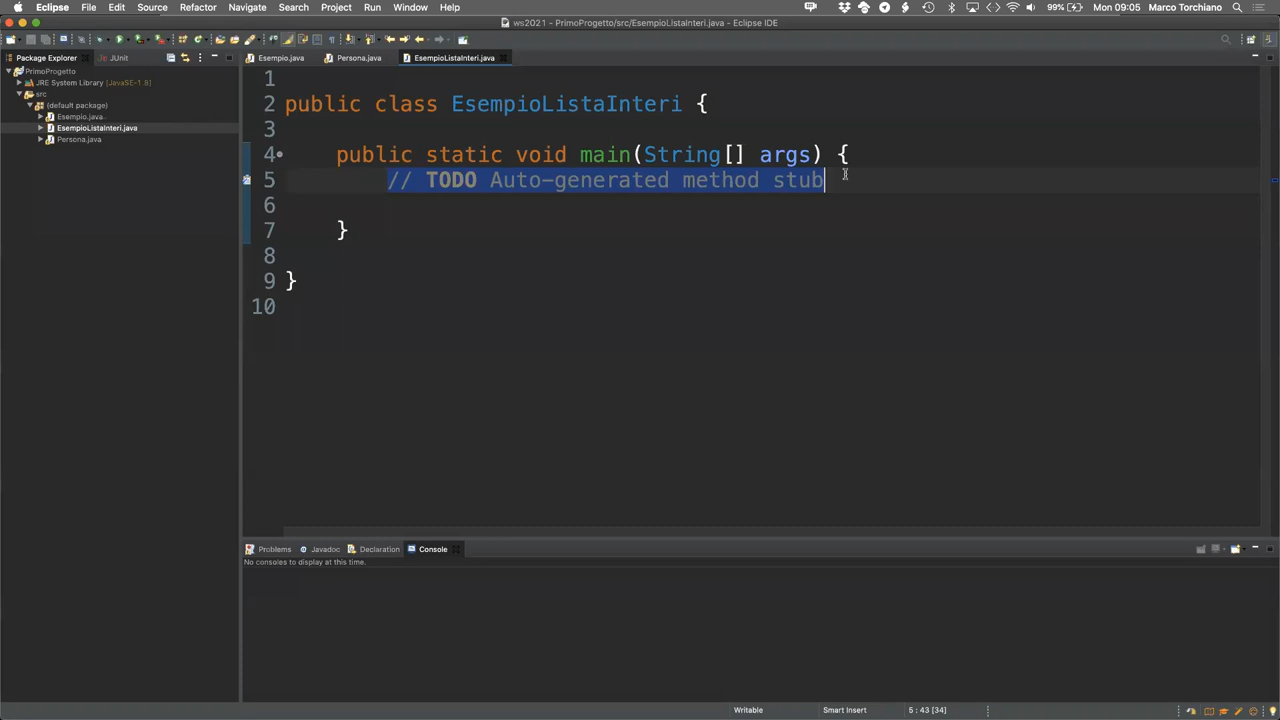 Eclipse File Edit Source Refactor Navigate Search Project Run Window Help 99% Mon 09:05 Marco Torchiano
ws2021 - PrimoProgetto/src/EsempioListaInteri.java - Eclipse IDE
Package Explorer JUnit
Esempio.java Persona.java EsempioListaInteri.java
PrimoProgetto
JRE System Library [JavaSE-1.8]
src
(default package)
Esempio.java
EsempioListaInteri.java
Persona.java
1
2 public class EsempioListaInteri {
3
4 public static void main(String[] args) {
5 // TODO Auto-generated method stub
6
7 }
8
9 }
10
Problems Javadoc Declaration Console
No consoles to display at this time.
Writable Smart Insert 5 : 43 [34]